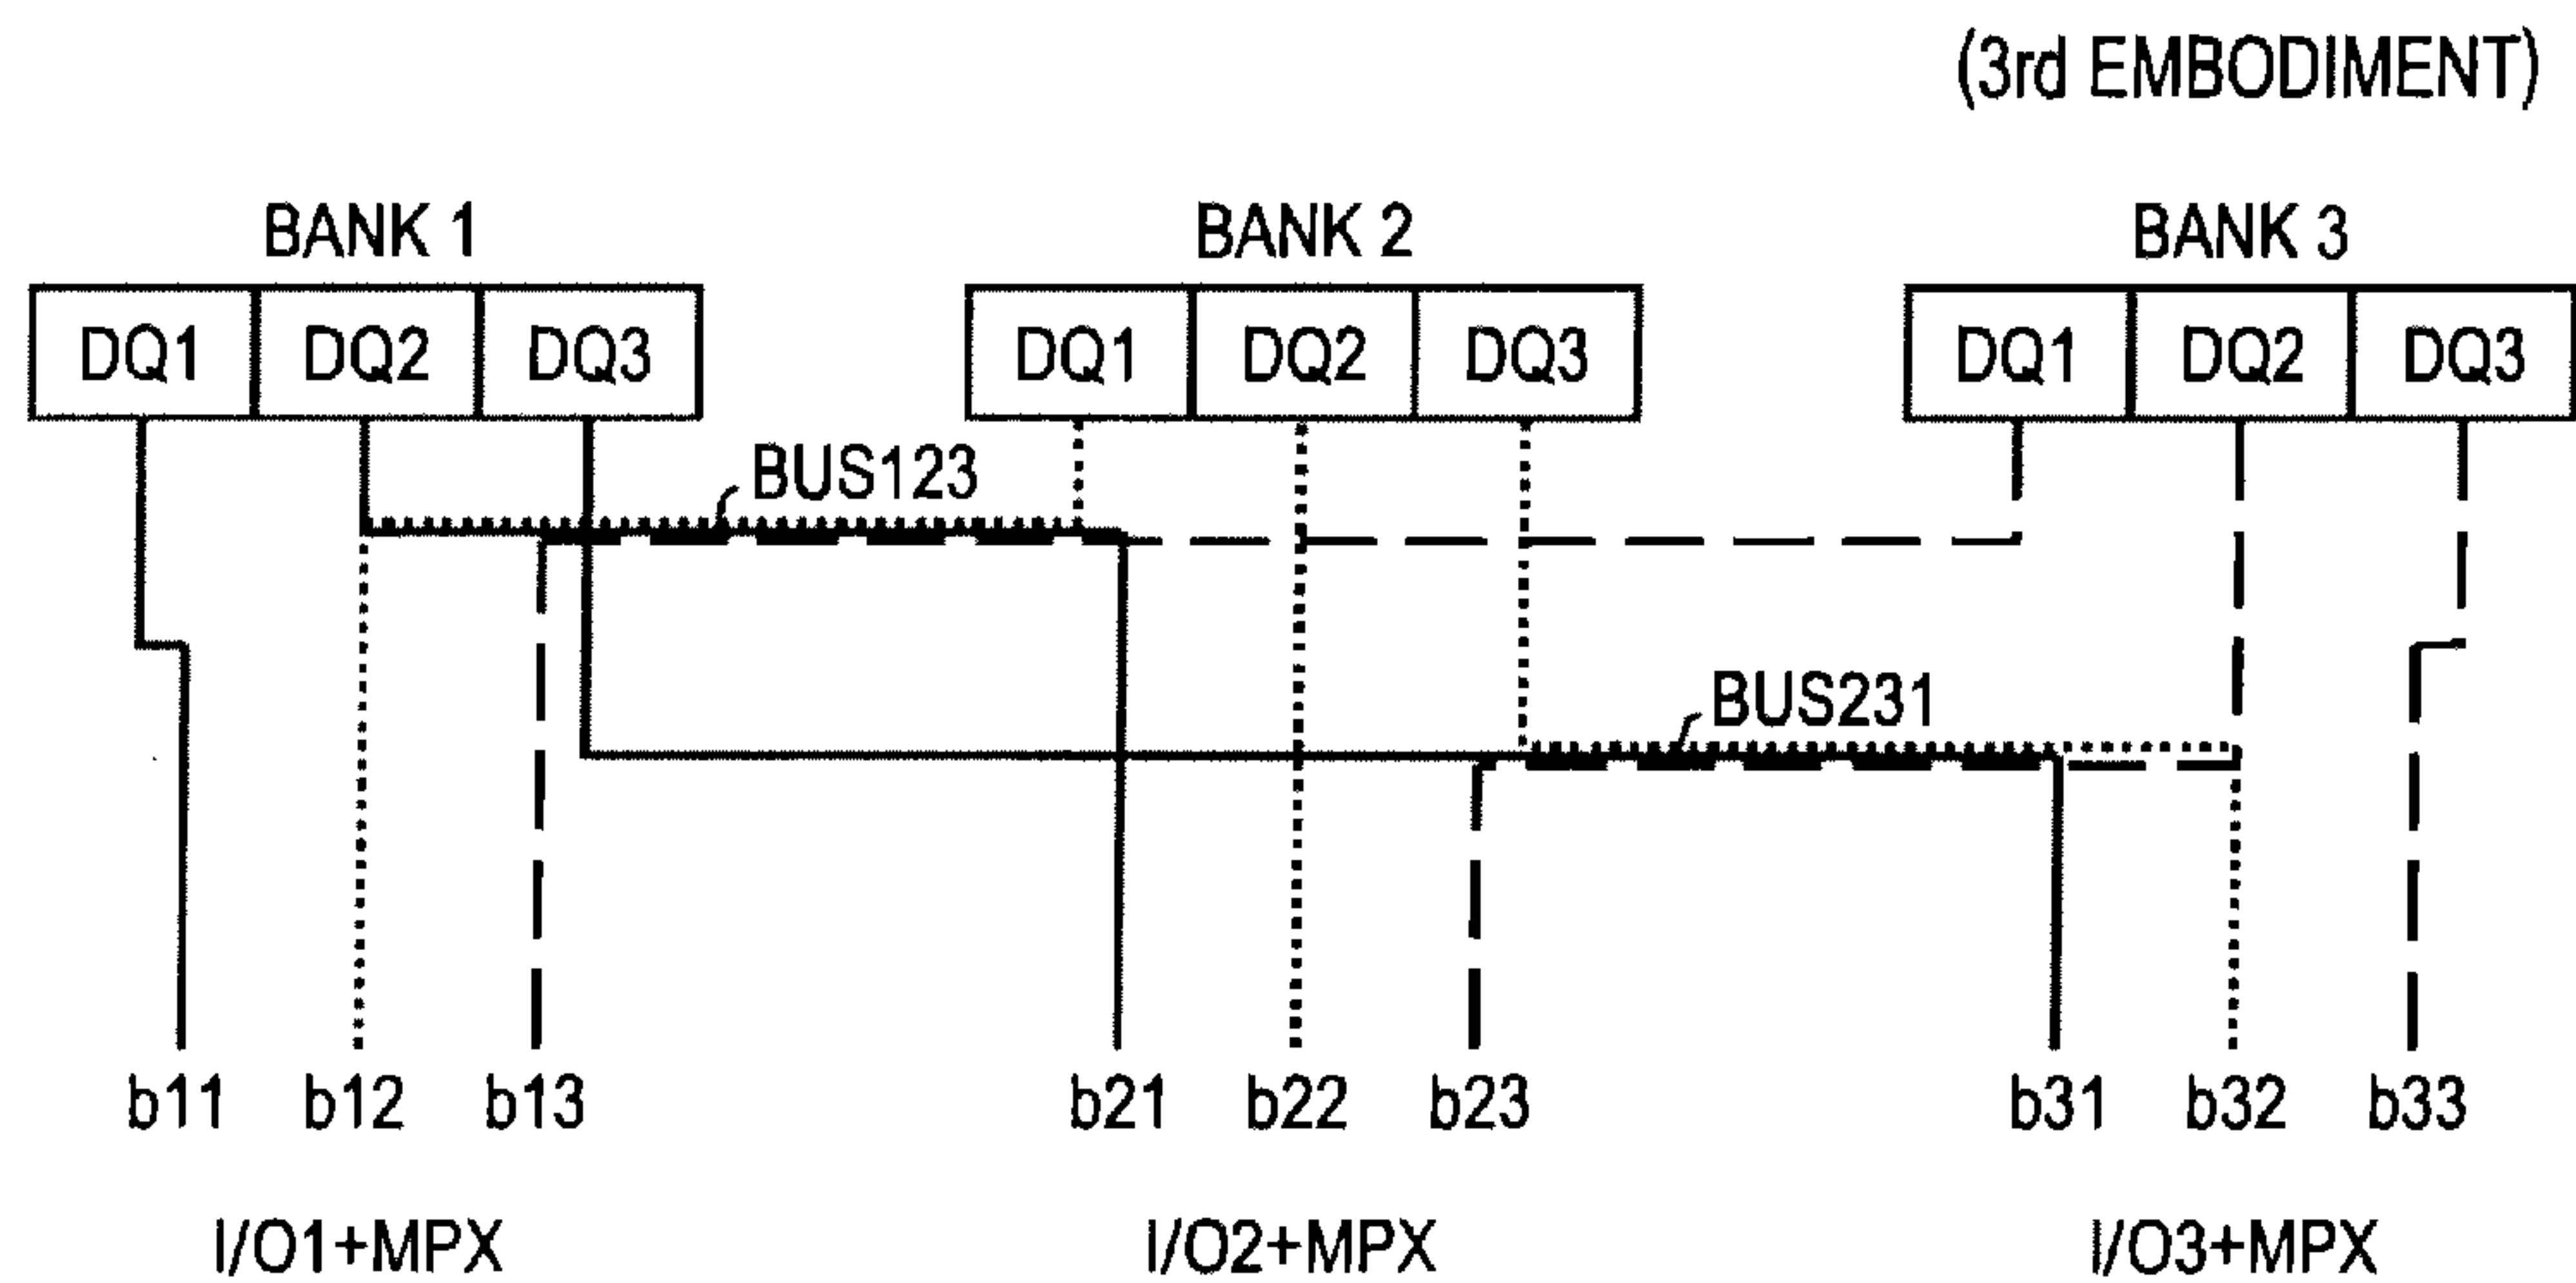 (3rd EMBODIMENT)
BANK 1 BANK 2 BANK 3
DQ1 DQ2 DQ3 DQ1 DQ2 DQ3 DQ1 DQ2 DQ3
BUS123
BUS231
b11 b12 b13 b21 b22 b23 b31 b32 b33
I/O1+MPX I/O2+MPX I/O3+MPX